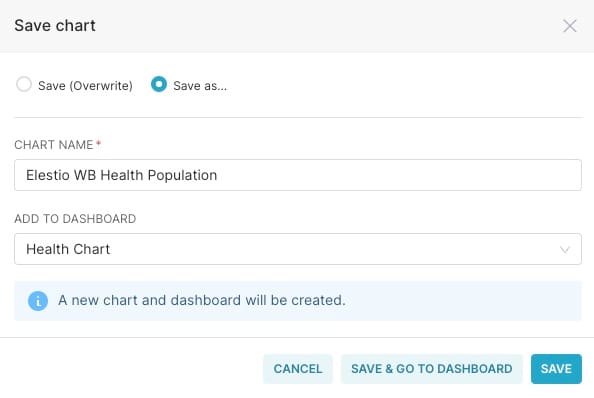 Save chart
Save (Overwrite) Save as...
CHART NAME *
Elestio WB Health Population
ADD TO DASHBOARD
Health Chart
A new chart and dashboard will be created.
CANCEL SAVE & GO TO DASHBOARD SAVE